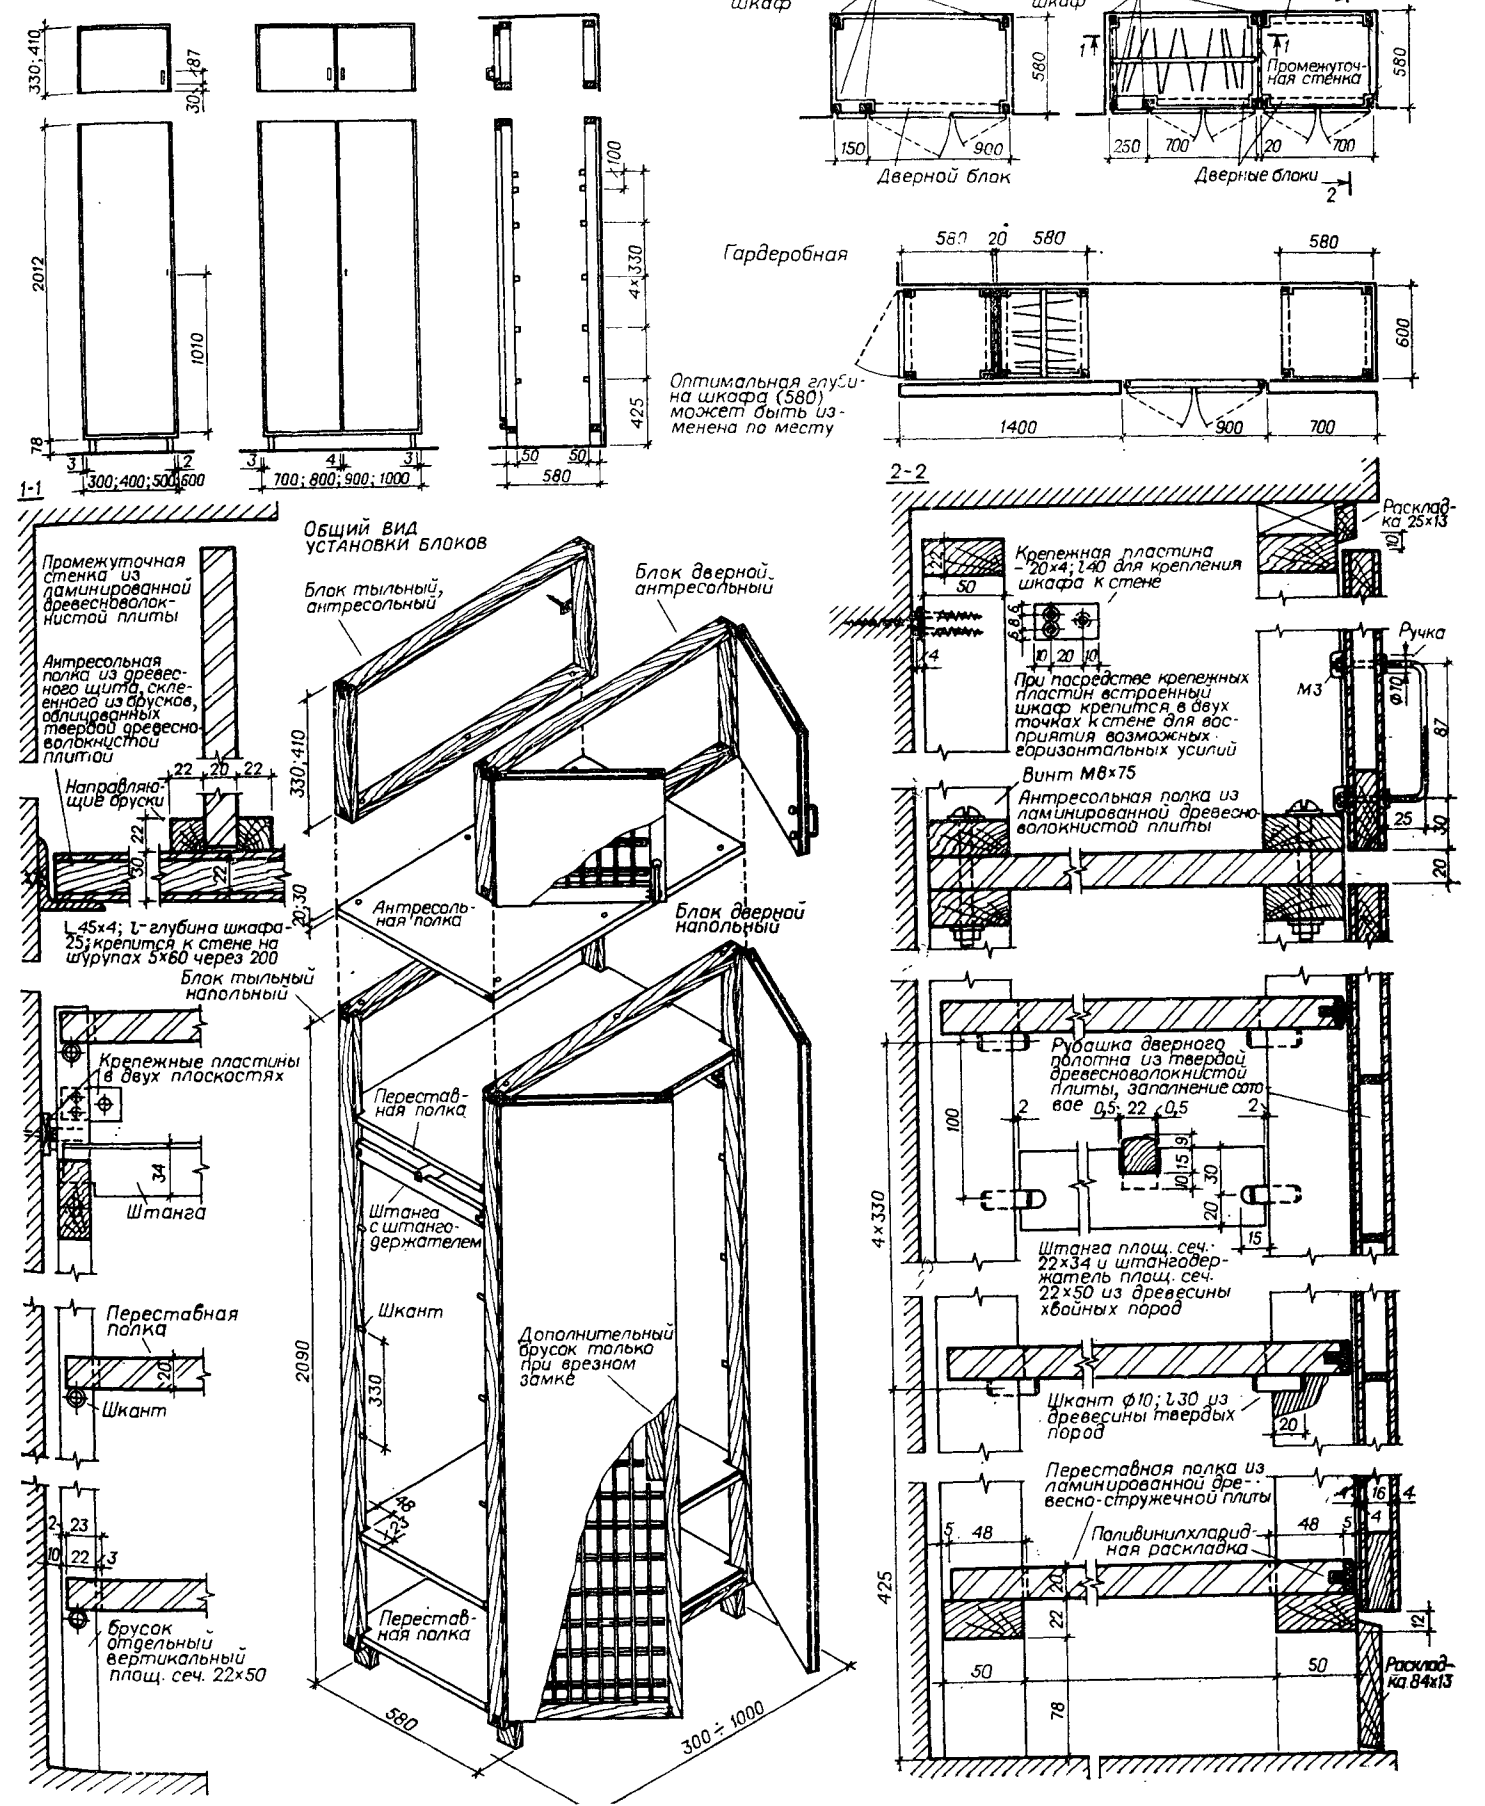 шкаф
шкаф
330;410
87
30
580
1
1
Промежуточ-
ная стенка
580
150
900
250
700
20
700
Дверной блок
Дверные блоки
2
2012
1010
78
3
2
300;400;500;600
3
4
3
700;800;900;1000
100
4×330
425
50
50
580
Гардеробная
580
20
580
580
600
Оптимальная глуби-
на шкафа (580)
может быть из-
менена по месту
1400
900
700
1-1
Промежуточная
стенка из
ламинированной
древесноволок-
нистой плиты
Антресольная
полка из древес-
ного щита, скле-
енного из брусков,
облицованных
твердой древесно-
волокнистой
плитой
Направляю-
щие бруски
22
20
22
22
30
22
L 45×4; l-глубина шкафа-
25; крепится к стене на
шурупах 5×60 через 200
Крепежные пластины
в двух плоскостях
34
Штанга
Переставная
полка
20
Шкант
2
23
10
22
3
Брусок
отдельный
вертикальный
площ. сеч. 22×50
Общий вид
установки блоков
Блок тыльный,
антресольный
Блок дверной,
антресольный
330;410
20;30
Антресоль-
ная полка
Блок дверной
напольный
Блок тыльный
напольный
Перестав-
ная полка
Штанга
с штанго-
держателем
Шкант
330
2090
Дополнительный
брусок только
при врезном
замке
48
23
2
Перестав-
ная полка
580
300÷1000
2-2
Расклад-
ка 25×13
10
22
50
Крепежная пластина
- 20×4; l40 для крепления
шкафа к стене
4
6
8
6
10
20
10
При посредстве крепежных
пластин встроенный
шкаф крепится в двух
точках к стене для вос-
приятия возможных
горизонтальных усилий
Ручка
М3
ф10
87
25
30
20
Винт М8×75
Антресольная полка из
ламинированной древесно-
волокнистой плиты
Рубашка дверного
полотна из твердой
древесноволокнистой
плиты, заполнение сото-
вое
100
2
0,5
22
0,5
2
9
15
10
30
20
15
4×330
Штанга площ. сеч.
22×34 и штангодер-
жатель площ. сеч.
22×50 из древесины
хвойных пород
Шкант ф10; l30 из
древесины твердых
пород
20
Переставная полка из
ламинированной дре-
весно-стружечной плиты
4
16
4
4
5
48
48
5
Поливинилхларид-
ная раскладка
425
20
22
12
50
50
78
Расклад-
ка 84×13